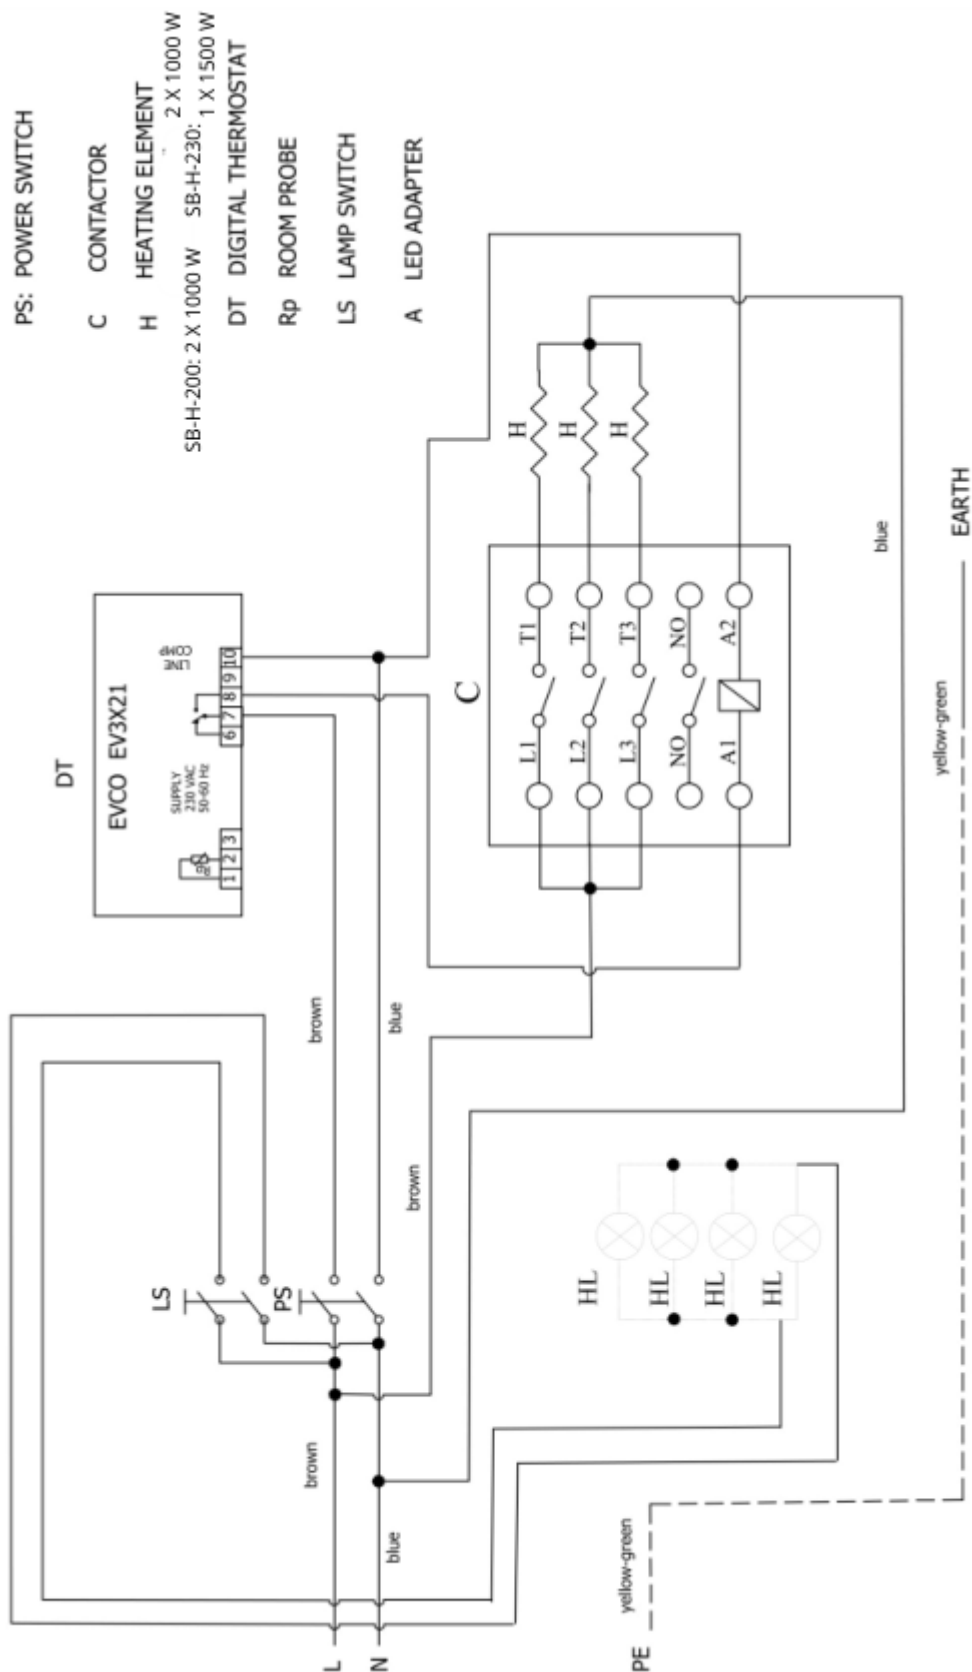 PS: POWER SWITCH
C CONTACTOR
H HEATING ELEMENT
2 X 1000 W
SB-H-200: 2 X 1000 W SB-H-230:
1 X 1500 W
DT DIGITAL THERMOSTAT
Rp ROOM PROBE
LS LAMP SWITCH
A LED ADAPTER
DT
EVCO EV3X21
SUPPLY
230 VAC
50-60 Hz
LINE
COMP
1 2 3
6 7 8 9 10
LS
PS
brown
blue
brown
brown
blue
L
N
C
L1 T1 H
L2 T2 H
L3 T3 H
NO NO
A1 A2
HL
HL
HL
HL
blue
PE
yellow-green
yellow-green
EARTH